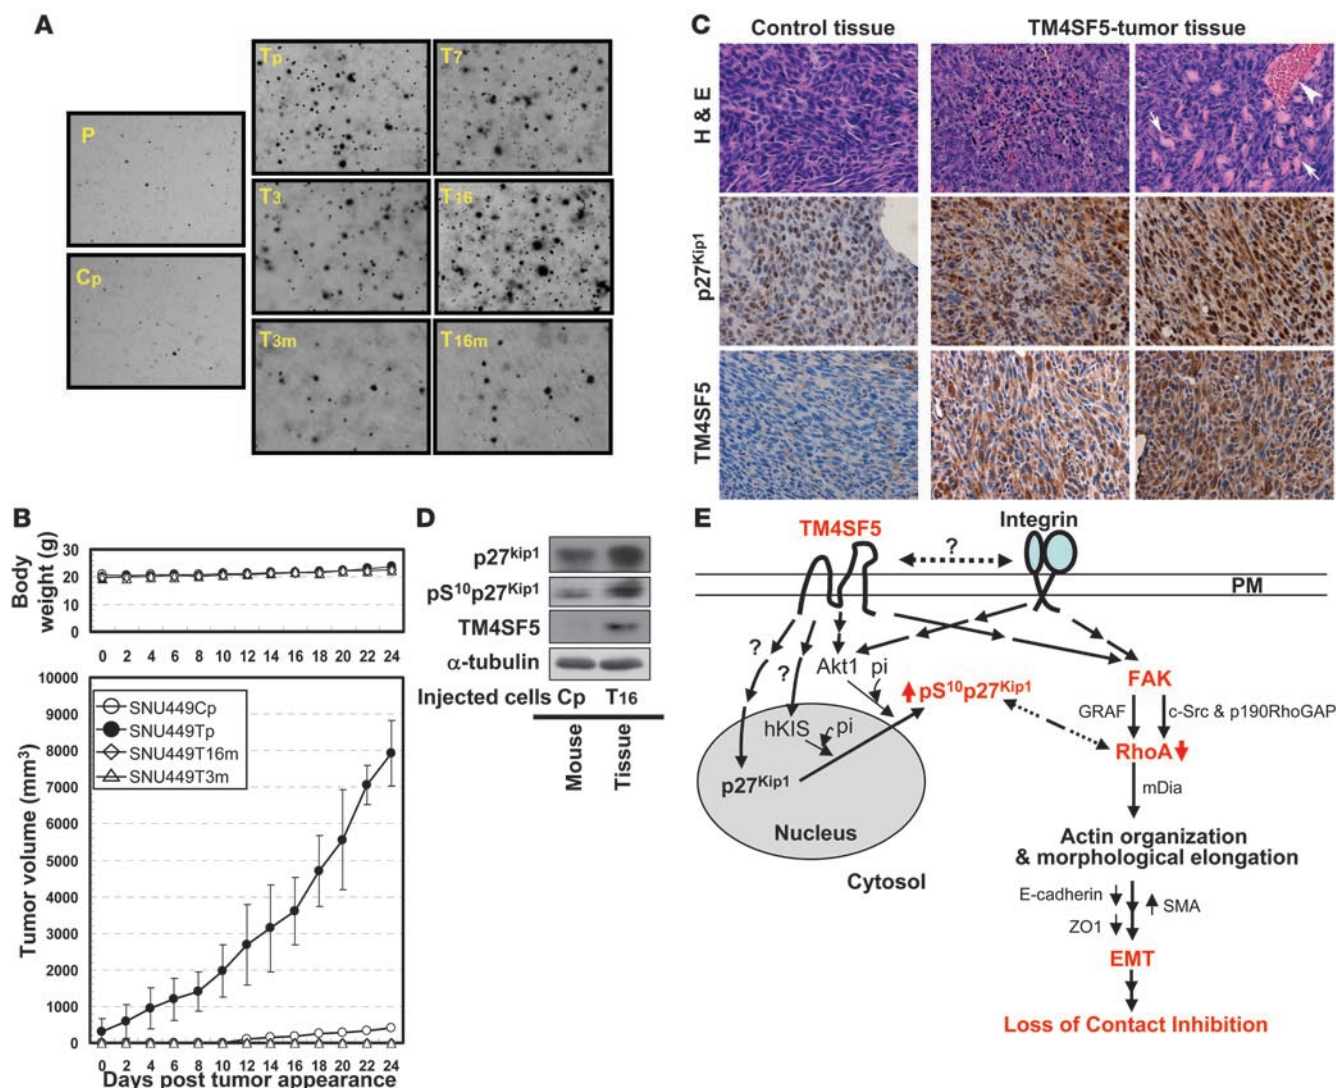 A
P
Cp
Tp
T7
T3
T16
T3m
T16m
B
Body
weight (g)
30
20
10
0
0 2 4 6 8 10 12 14 16 18 20 22 24
Tumor volume (mm³)
10000
9000
8000
7000
6000
5000
4000
3000
2000
1000
0
SNU449Cp
SNU449Tp
SNU449T16m
SNU449T3m
0 2 4 6 8 10 12 14 16 18 20 22 24
Days post tumor appearance
C
Control tissue
TM4SF5-tumor tissue
H & E
p27Kip1
TM4SF5
D
p27kip1
pS10p27Kip1
TM4SF5
α-tubulin
Injected cells Cp T16
Mouse
Tissue
E
TM4SF5
Integrin
?
PM
?
?
Akt1
pi
pS10p27Kip1
hKIS
pi
p27Kip1
Nucleus
Cytosol
FAK
GRAF
c-Src & p190RhoGAP
RhoA
mDia
Actin organization
& morphological elongation
E-cadherin
SMA
ZO1
EMT
Loss of Contact Inhibition